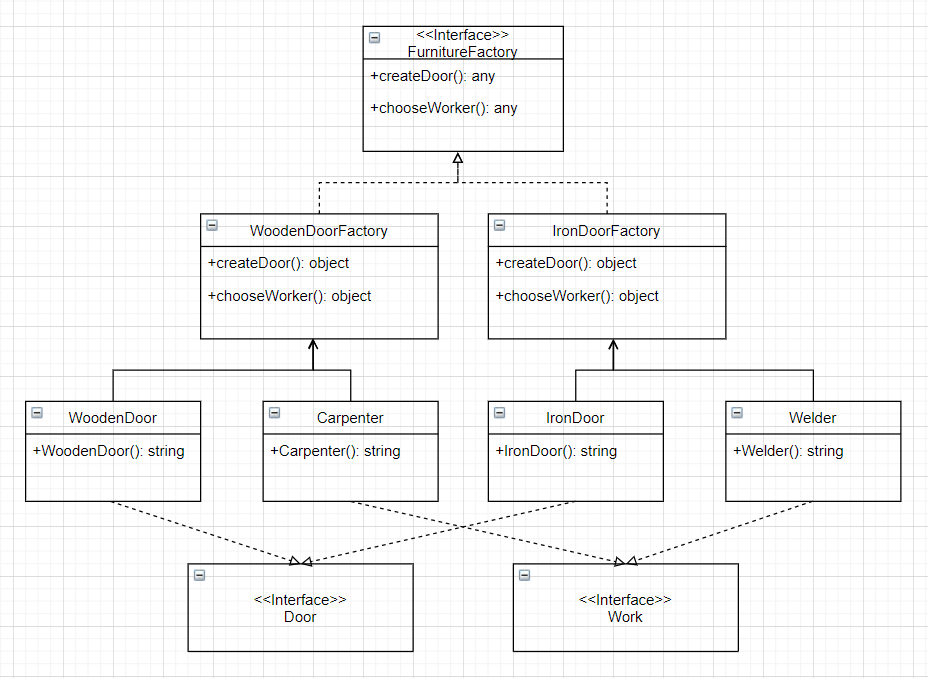 <<Interface>>
FurnitureFactory
+createDoor(): any
+chooseWorker(): any
WoodenDoorFactory
+createDoor(): object
+chooseWorker(): object
IronDoorFactory
+createDoor(): object
+chooseWorker(): object
WoodenDoor
+WoodenDoor(): string
Carpenter
+Carpenter(): string
IronDoor
+IronDoor(): string
Welder
+Welder(): string
<<Interface>>
Door
<<Interface>>
Work